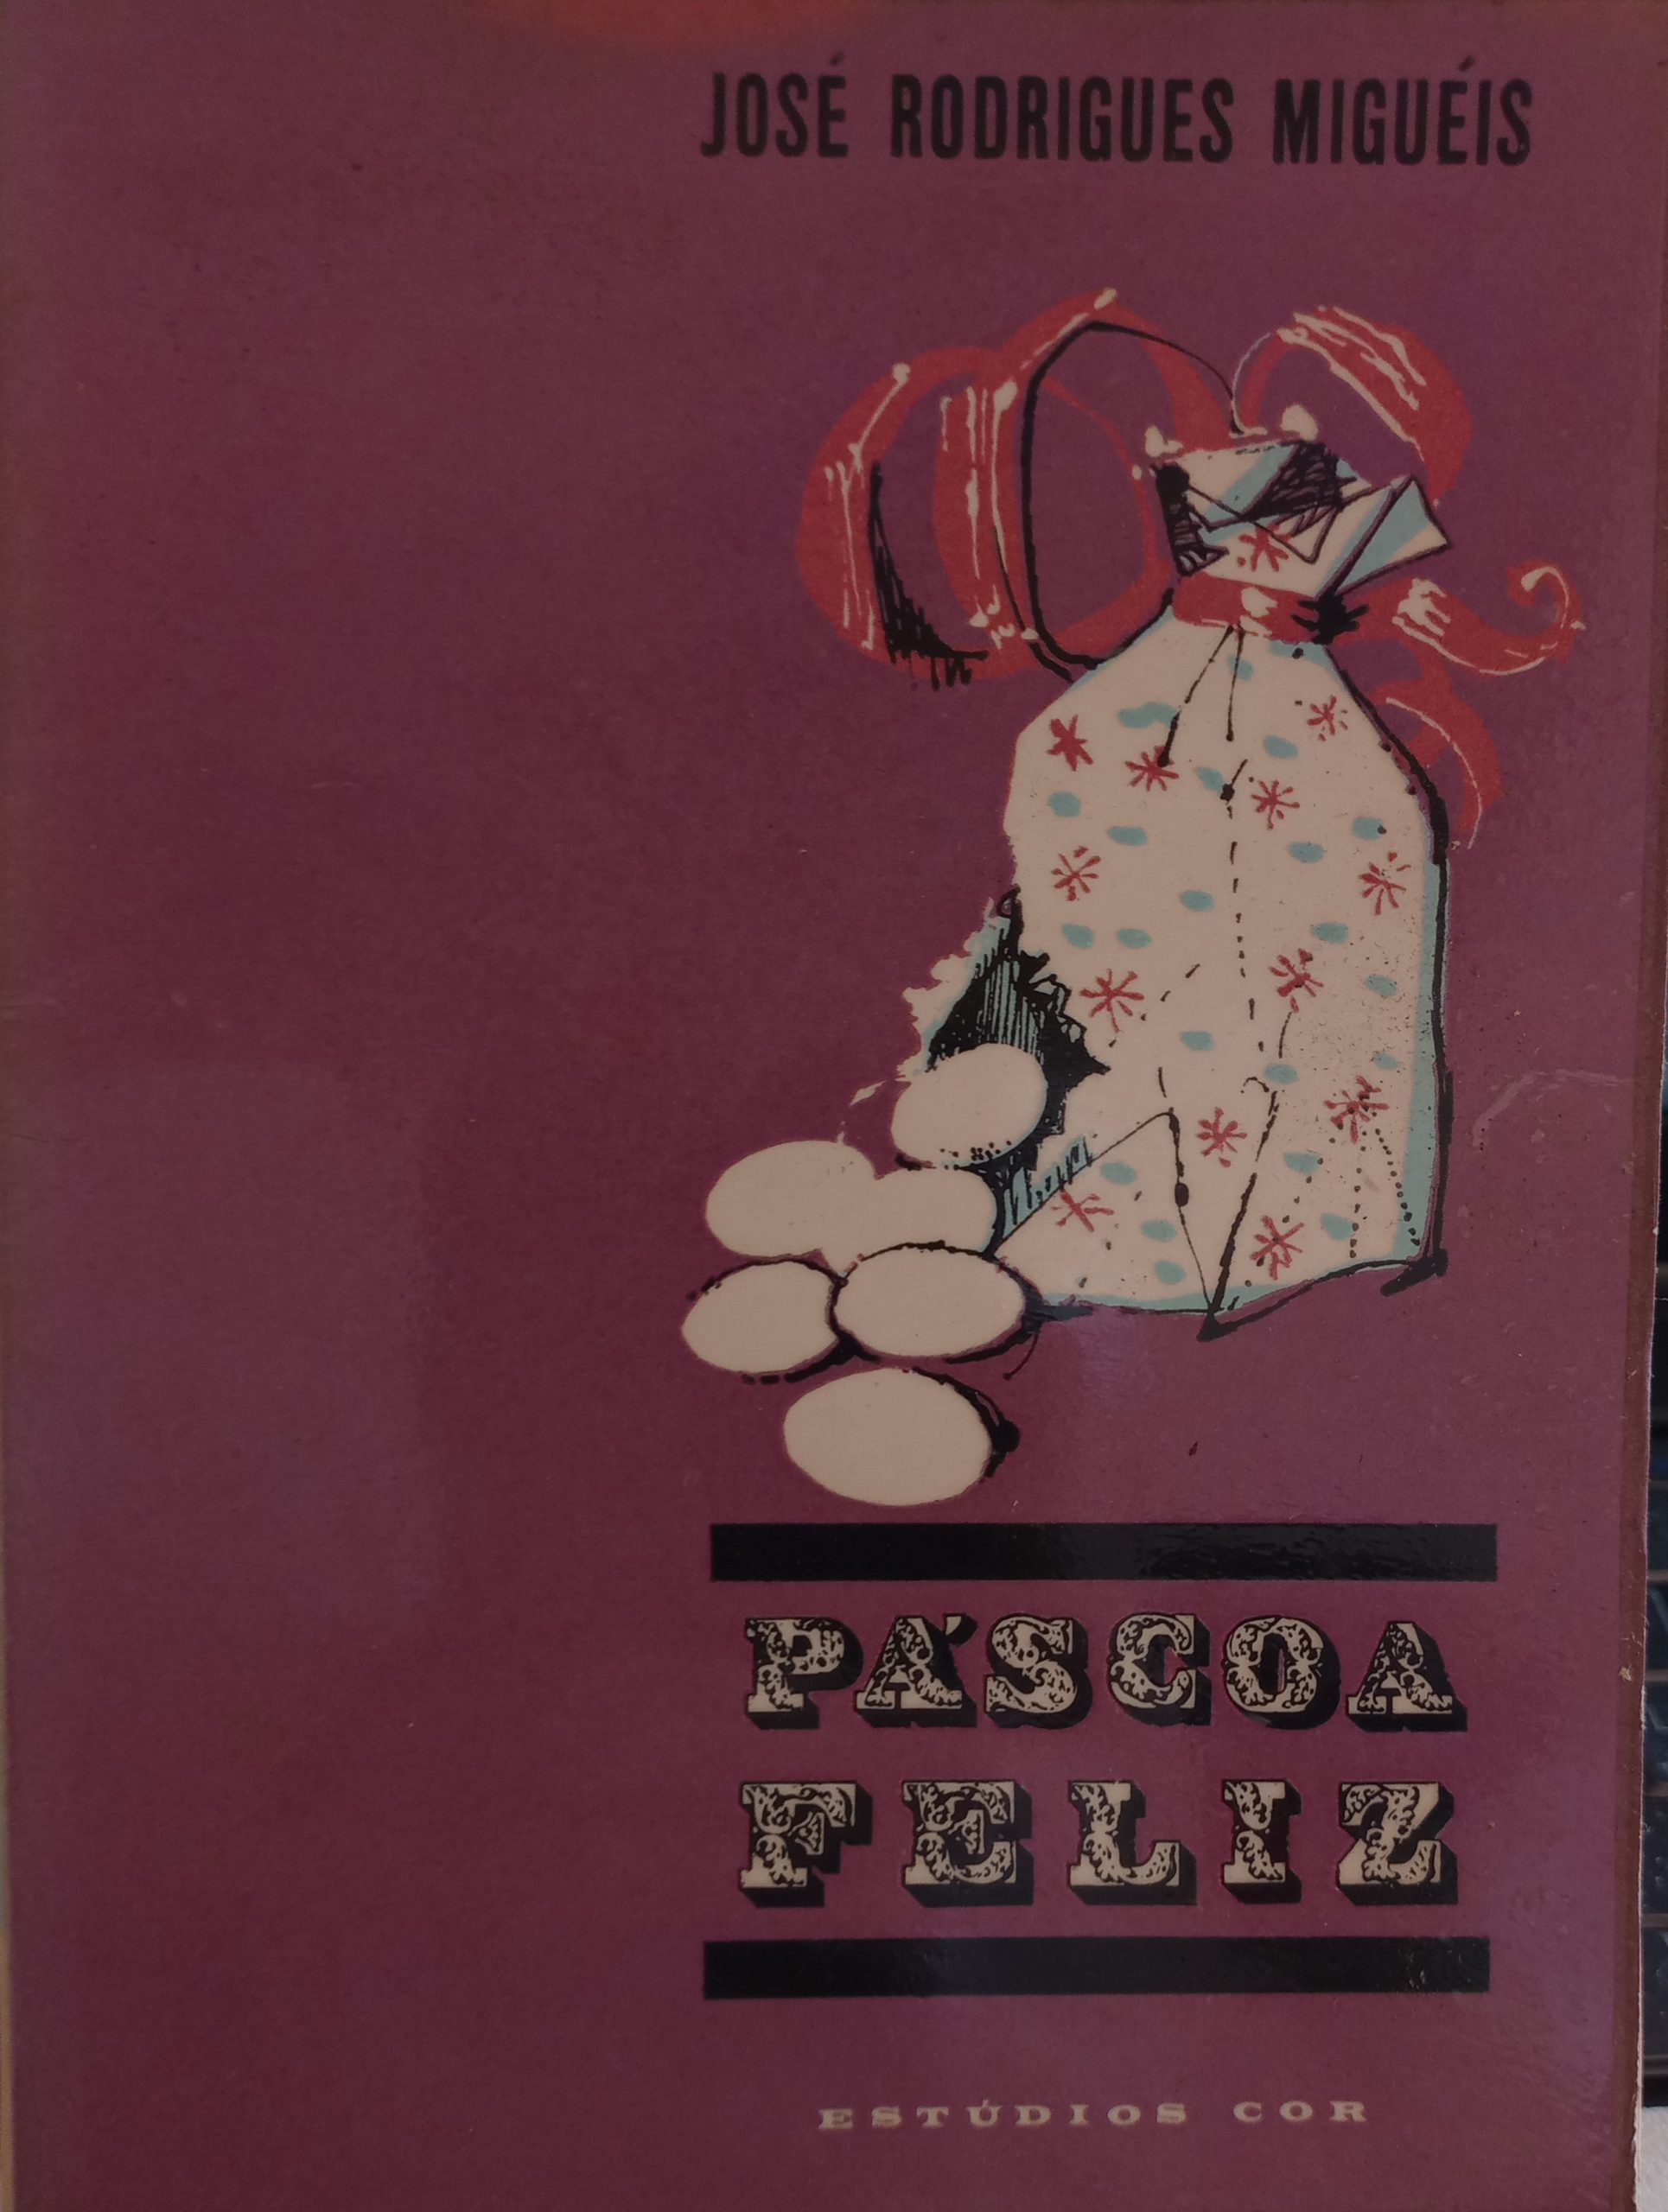 JOSÉ RODRIGUES MIGUÉIS
PÁSCOA
FELIZ
ESTÚDIOS COR